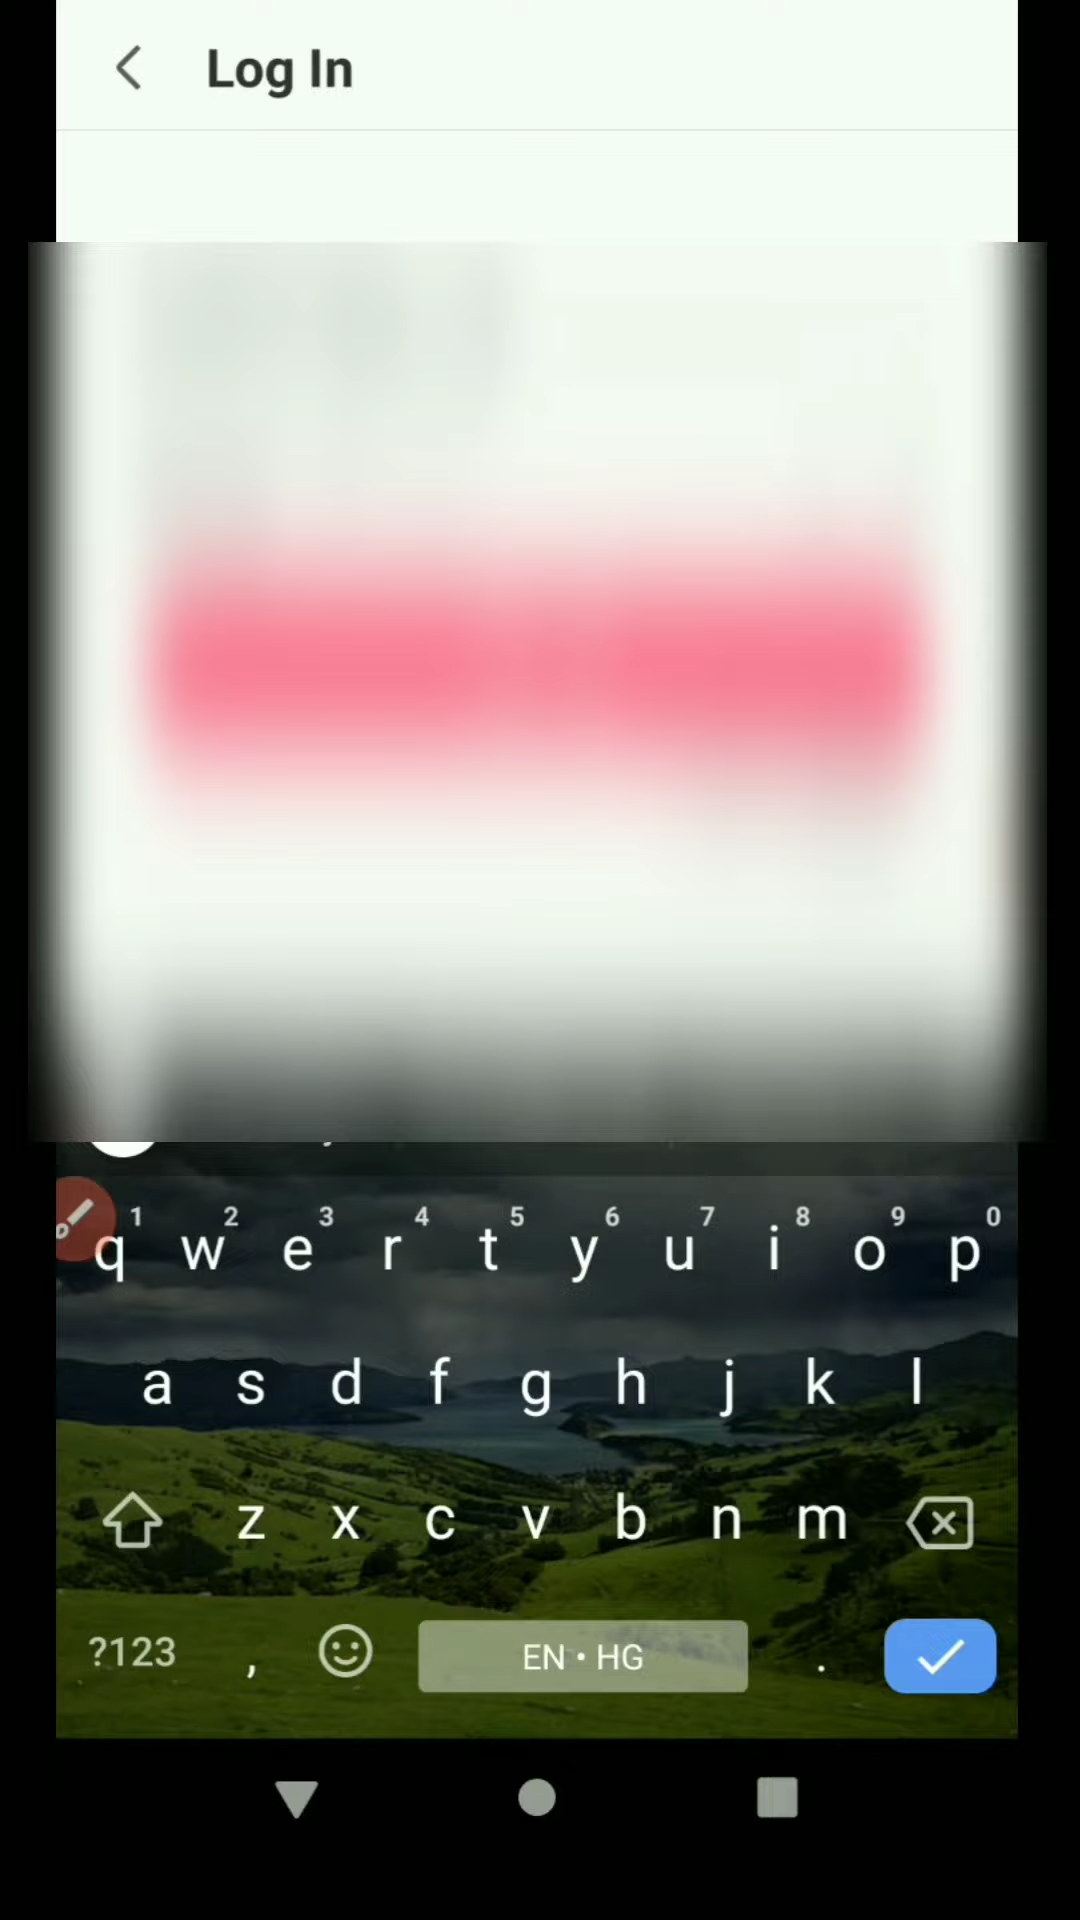 Log In
1 2 3 4 5 6 7 8 9 0
q w e r t y u i o p
a s d f g h j k l
z x c v b n m
?123 , EN • HG .